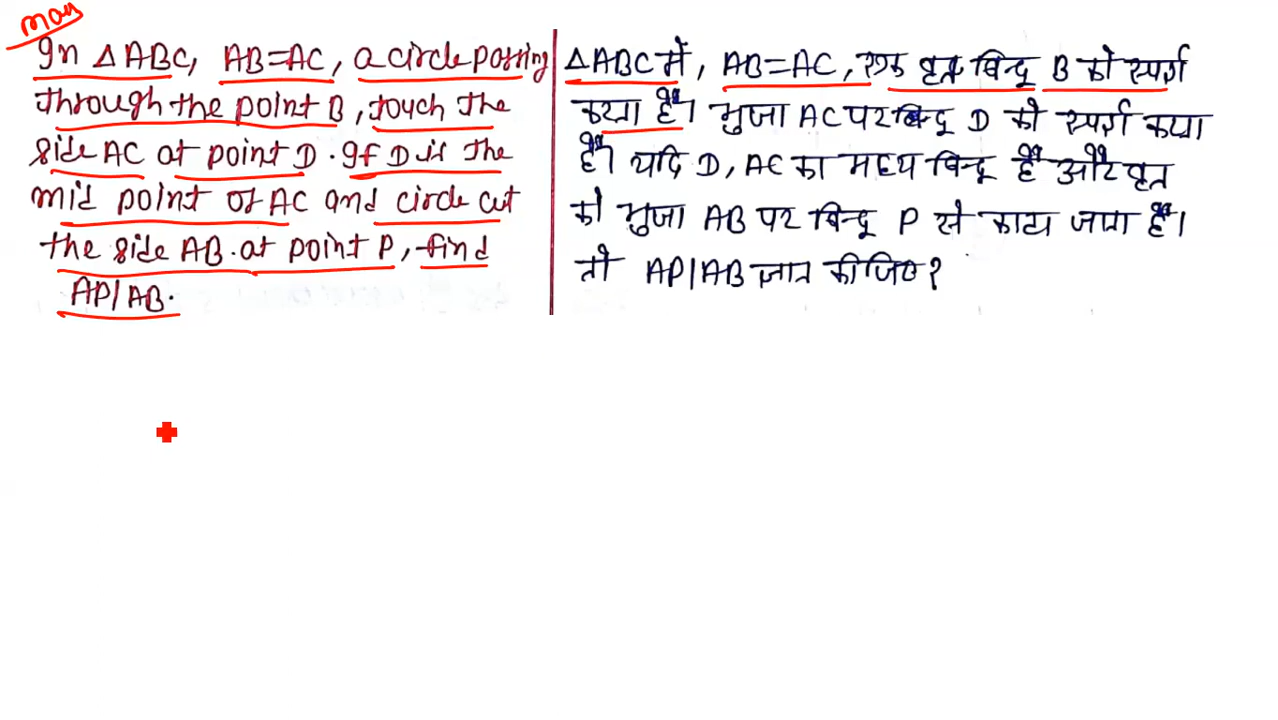 may
In △ABC, AB=AC, a circle passing
through the point B, touch the
side AC at point D. If D is the
mid point of AC and circle cut
the side AB at point P, find
AP/AB.
△ABC में, AB=AC, एक वृत्त बिन्दू B को स्पर्श
करता है। भुजा AC पर बिन्दू D को स्पर्श करता
है। यदि D, AC का मध्य बिन्दू है और वृत्त
को भुजा AB पर बिन्दू P से काटा जाता है।
तो AP/AB ज्ञात कीजिए?